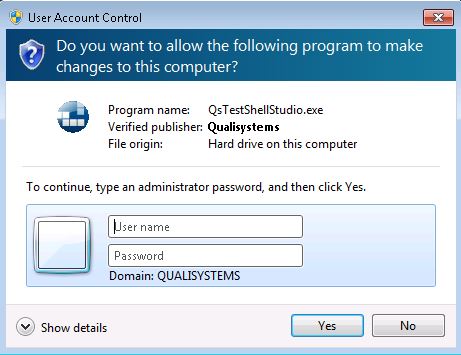 User Account Control
Do you want to allow the following program to make
changes to this computer?
Program name: QsTestShellStudio.exe
Verified publisher: Qualisystems
File origin: Hard drive on this computer
To continue, type an administrator password, and then click Yes.
User name
Password
Domain: QUALISYSTEMS
Show details
Yes
No